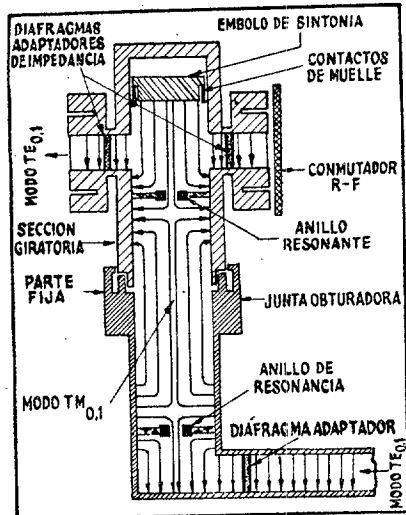 DIAFRAGMAS
ADAPTADORES
DE IMPEDANCIA
EMBOLO DE SINTONIA
CONTACTOS
DE MUELLE
MODO TE0,1
CONMUTADOR
R-F
SECCION
GIRATORIA
ANILLO
RESONANTE
PARTE
FIJA
JUNTA OBTURADORA
MODO TM0,1
ANILLO DE
RESONANCIA
DIAFRAGMA ADAPTADOR
MODO TE0,1